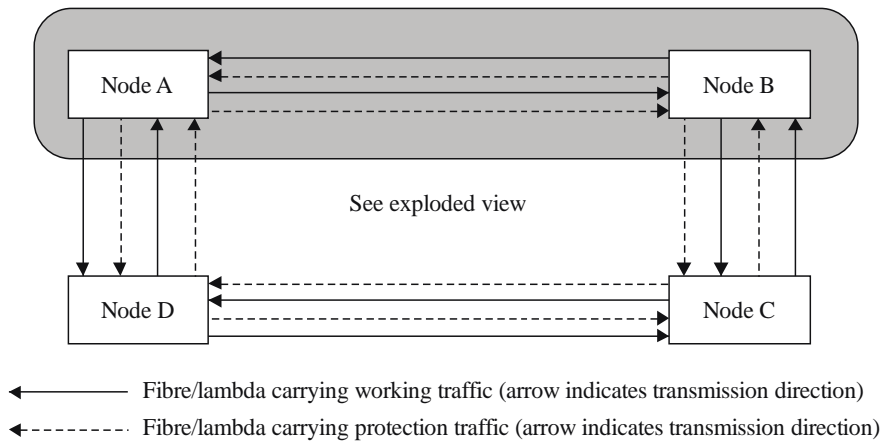 Node A
Node B
See exploded view
Node D
Node C
Fibre/lambda carrying working traffic (arrow indicates transmission direction)
Fibre/lambda carrying protection traffic (arrow indicates transmission direction)